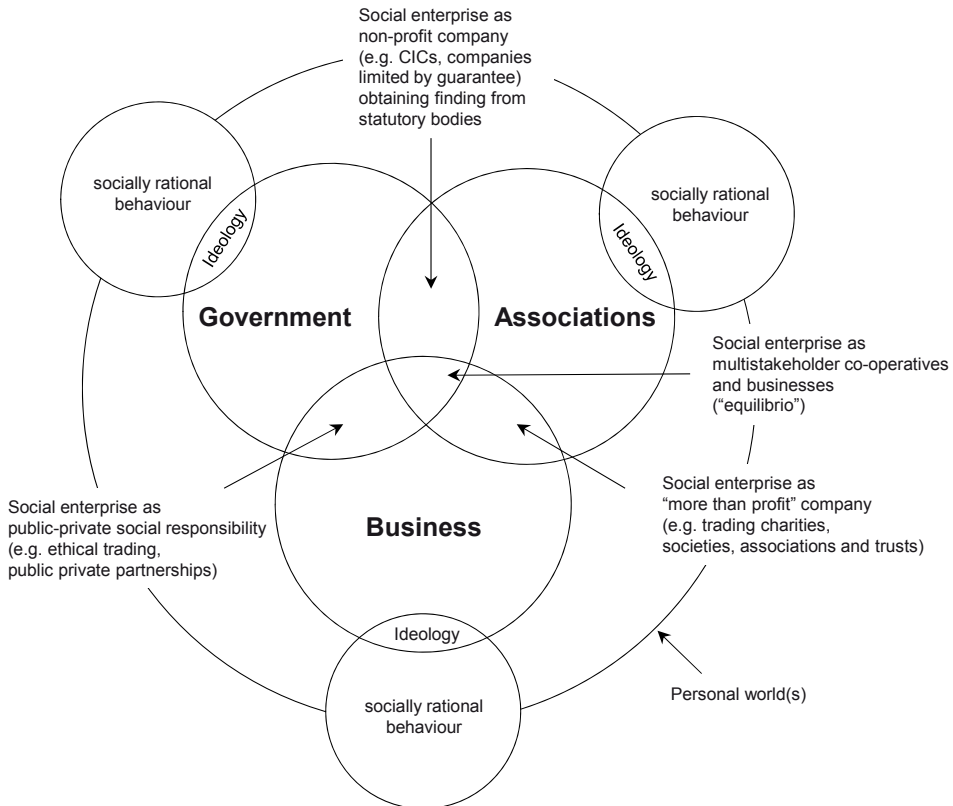 Social enterprise as
non-profit company
(e.g. CICs, companies
limited by guarantee)
obtaining finding from
statutory bodies
socially rational
behaviour
Ideology
socially rational
behaviour
Ideology
Government
Associations
Social enterprise as
multistakeholder co-operatives
and businesses
(“equilibrio”)
Social enterprise as
public-private social responsibility
(e.g. ethical trading,
public private partnerships)
Business
Social enterprise as
“more than profit” company
(e.g. trading charities,
societies, associations and trusts)
Ideology
socially rational
behaviour
Personal world(s)